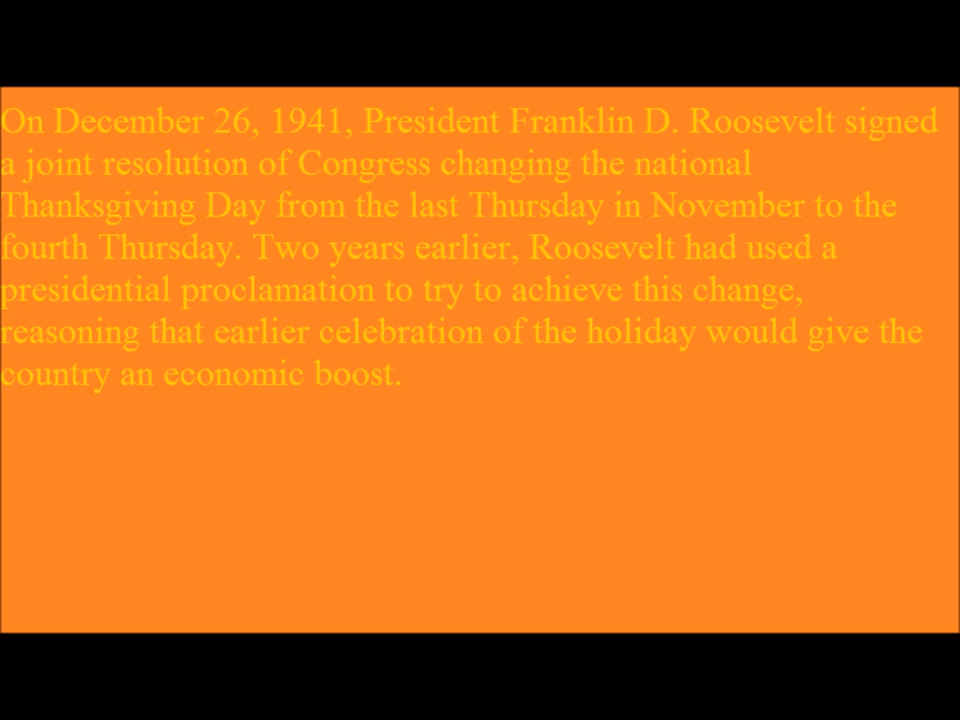 On December 26, 1941, President Franklin D. Roosevelt signed
a joint resolution of Congress changing the national
Thanksgiving Day from the last Thursday in November to the
fourth Thursday. Two years earlier, Roosevelt had used a
presidential proclamation to try to achieve this change,
reasoning that earlier celebration of the holiday would give the
country an economic boost.